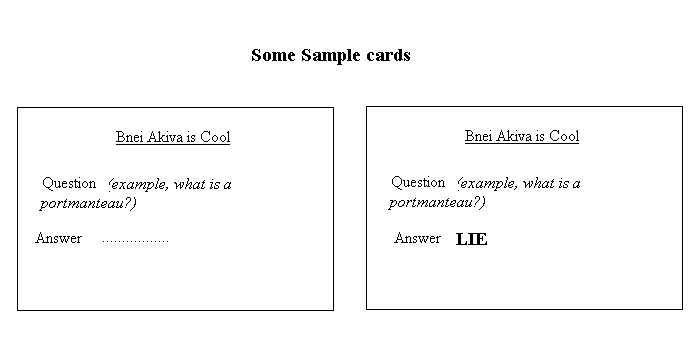 Some Sample cards
Bnei Akiva is Cool
Question (example, what is a
portmanteau?)
Answer .................
Bnei Akiva is Cool
Question (example, what is a
portmanteau?)
Answer LIE